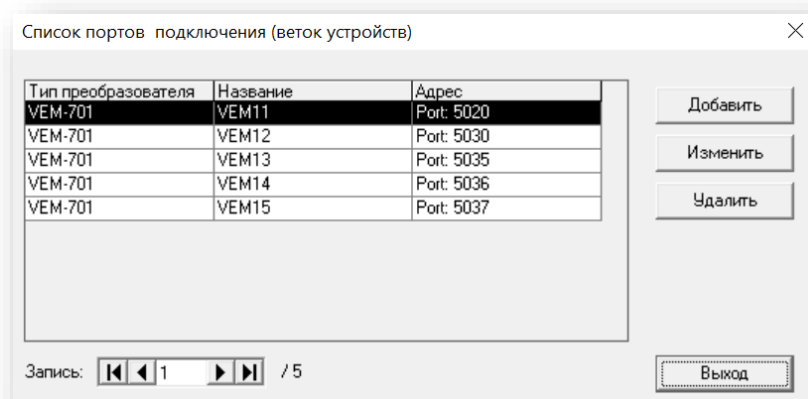 Список портов подключения (веток устройств)
Тип преобразователя Название Адрес
VEM-701 VEM11 Port: 5020
VEM-701 VEM12 Port: 5030
VEM-701 VEM13 Port: 5035
VEM-701 VEM14 Port: 5036
VEM-701 VEM15 Port: 5037
Добавить
Изменить
Удалить
Запись: 1 / 5
Выход